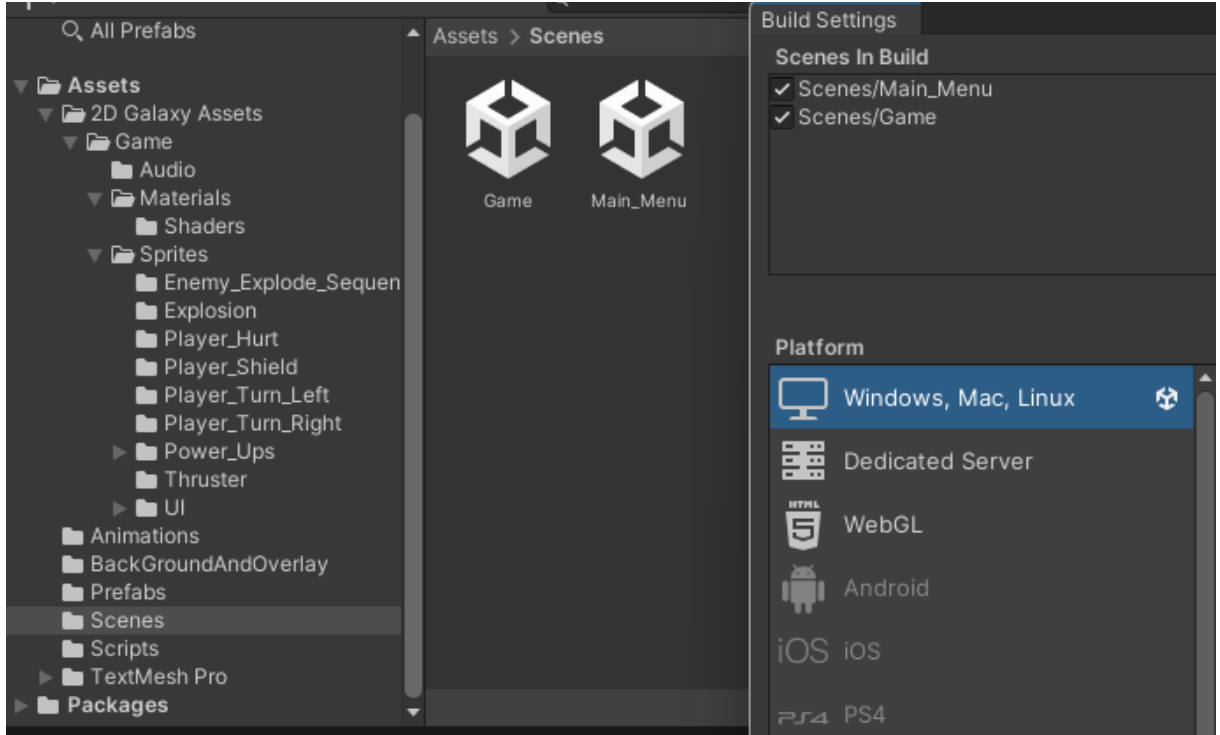 All Prefabs
Assets
2D Galaxy Assets
Game
Audio
Materials
Shaders
Sprites
Enemy_Explode_Sequen
Explosion
Player_Hurt
Player_Shield
Player_Turn_Left
Player_Turn_Right
Power_Ups
Thruster
UI
Animations
BackGroundAndOverlay
Prefabs
Scenes
Scripts
TextMesh Pro
Packages
Assets > Scenes
Game
Main_Menu
Build Settings
Scenes In Build
Scenes/Main_Menu
Scenes/Game
Platform
Windows, Mac, Linux
Dedicated Server
HTML 5 WebGL
Android
iOS iOS
PS4 PS4